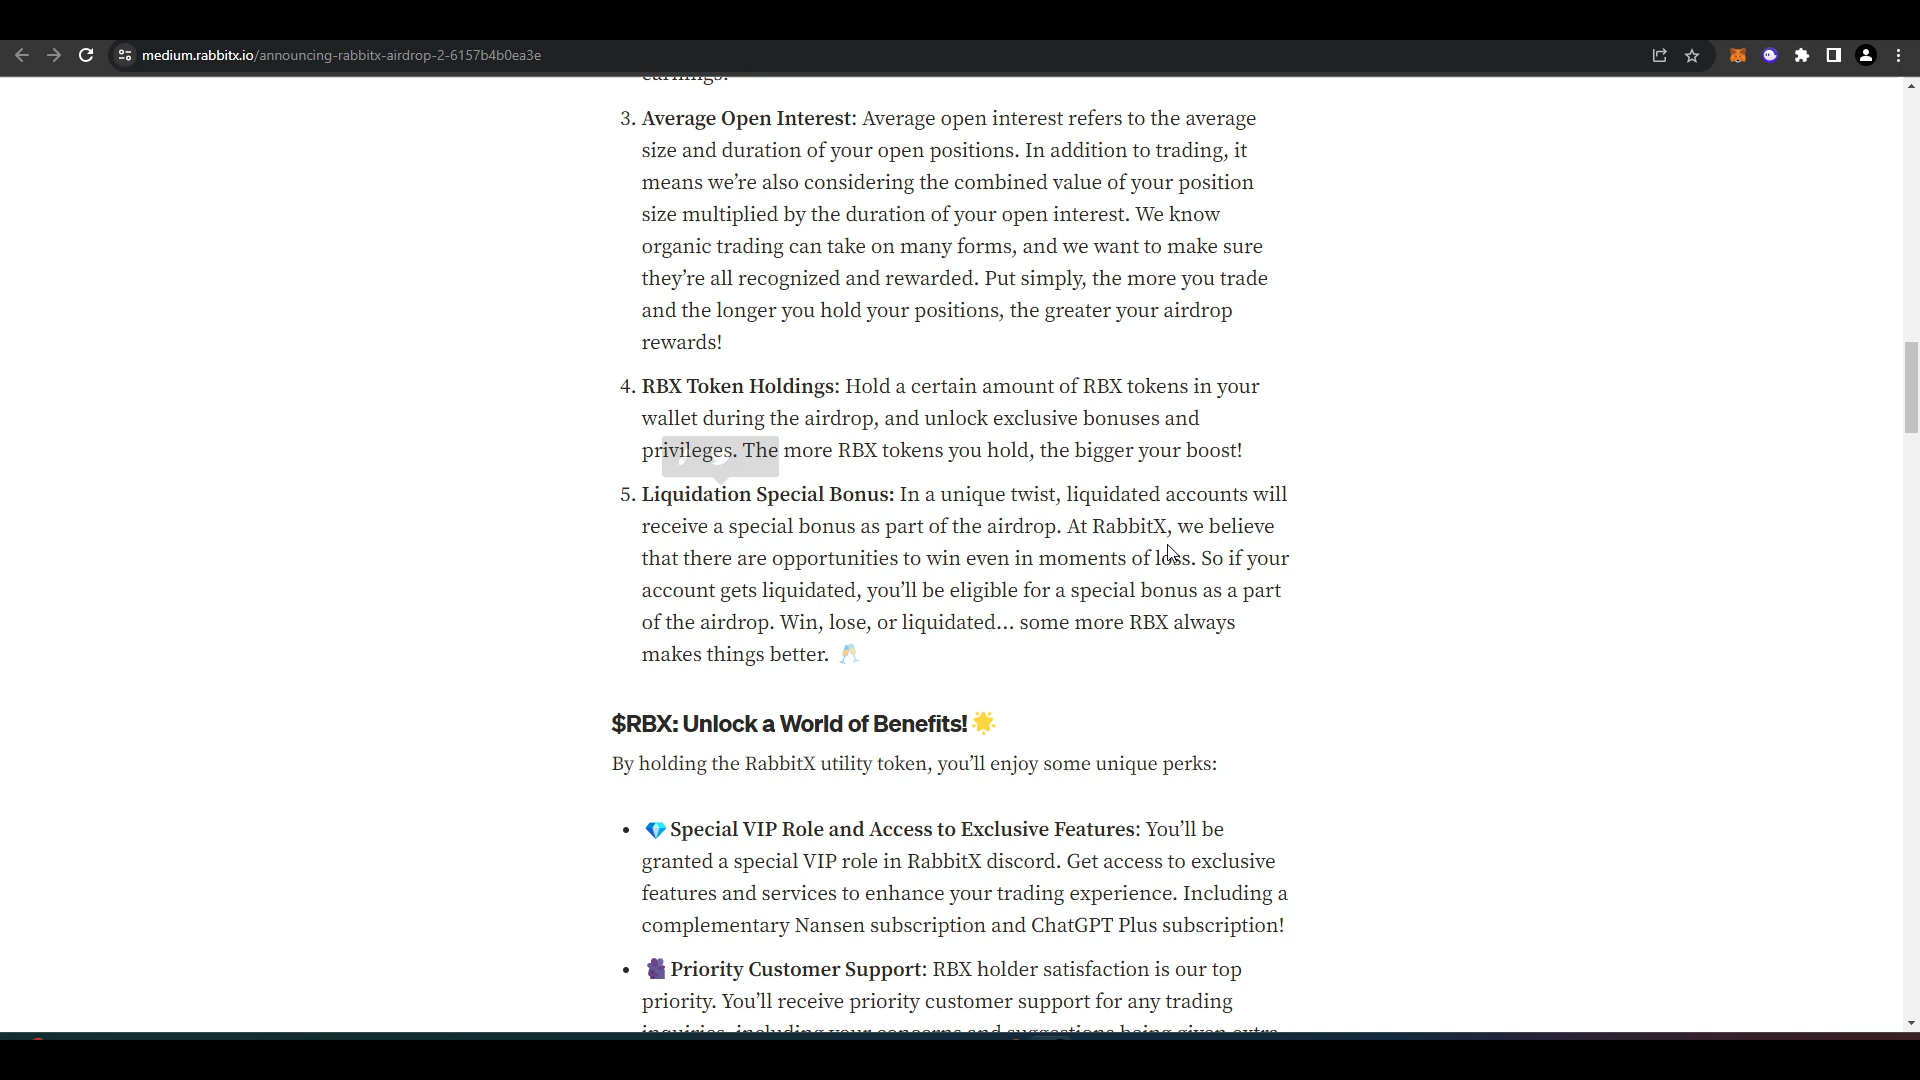 medium.rabbitx.io/announcing-rabbitx-airdrop-2-6157b4b0ea3e
earnings.
3. Average Open Interest: Average open interest refers to the average
size and duration of your open positions. In addition to trading, it
means we’re also considering the combined value of your position
size multiplied by the duration of your open interest. We know
organic trading can take on many forms, and we want to make sure
they’re all recognized and rewarded. Put simply, the more you trade
and the longer you hold your positions, the greater your airdrop
rewards!
4. RBX Token Holdings: Hold a certain amount of RBX tokens in your
wallet during the airdrop, and unlock exclusive bonuses and
privileges. The more RBX tokens you hold, the bigger your boost!
5. Liquidation Special Bonus: In a unique twist, liquidated accounts will
receive a special bonus as part of the airdrop. At RabbitX, we believe
that there are opportunities to win even in moments of loss. So if your
account gets liquidated, you’ll be eligible for a special bonus as a part
of the airdrop. Win, lose, or liquidated… some more RBX always
makes things better. 🥂
$RBX: Unlock a World of Benefits! 🌟
By holding the RabbitX utility token, you’ll enjoy some unique perks:
• 💎 Special VIP Role and Access to Exclusive Features: You’ll be
granted a special VIP role in RabbitX discord. Get access to exclusive
features and services to enhance your trading experience. Including a
complementary Nansen subscription and ChatGPT Plus subscription!
• Priority Customer Support: RBX holder satisfaction is our top
priority. You’ll receive priority customer support for any trading
inquiries, including your concerns and suggestions being given extra